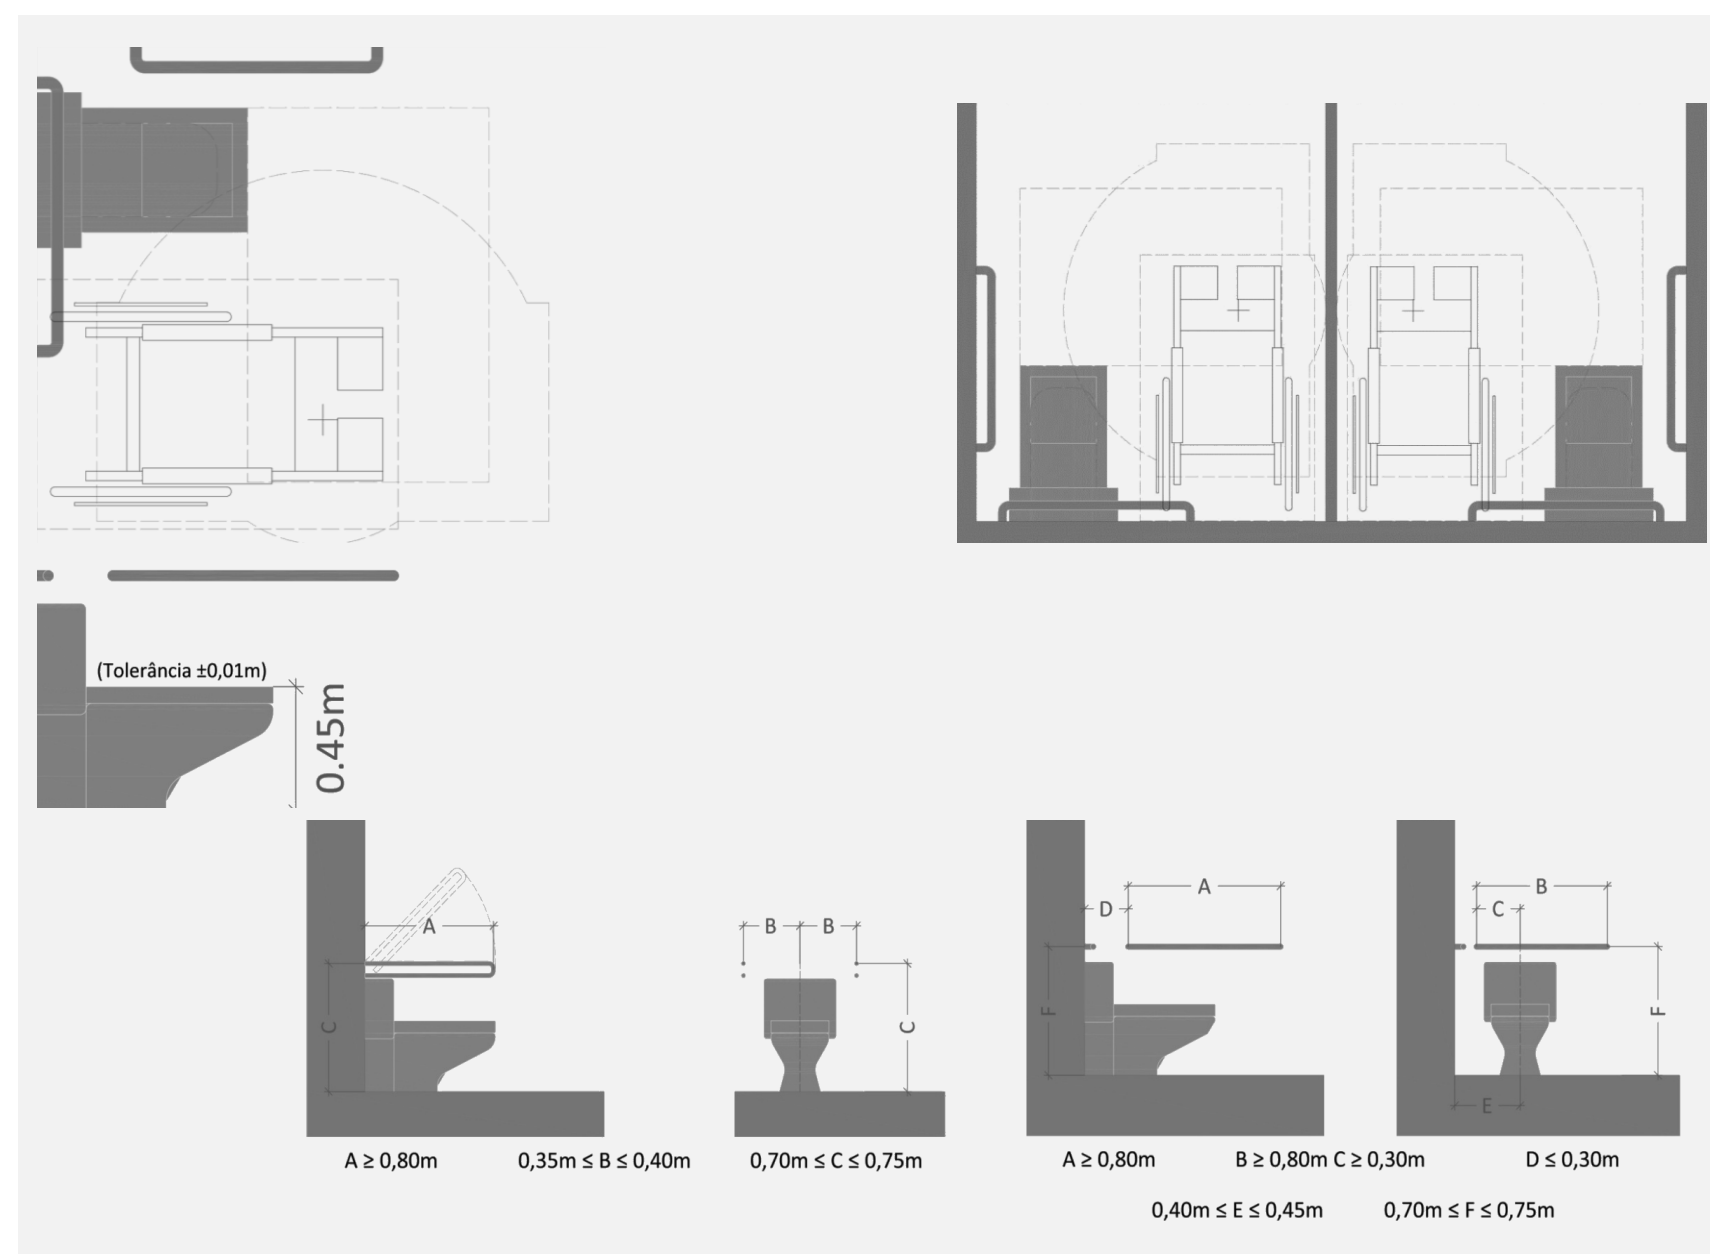 (Tolerância ±0,01m)
0.45m
A
B B
C
C
A
D
F
B
C
F
E
A ≥ 0,80m 0,35m ≤ B ≤ 0,40m 0,70m ≤ C ≤ 0,75m
A ≥ 0,80m B ≥ 0,80m C ≥ 0,30m D ≤ 0,30m
0,40m ≤ E ≤ 0,45m 0,70m ≤ F ≤ 0,75m